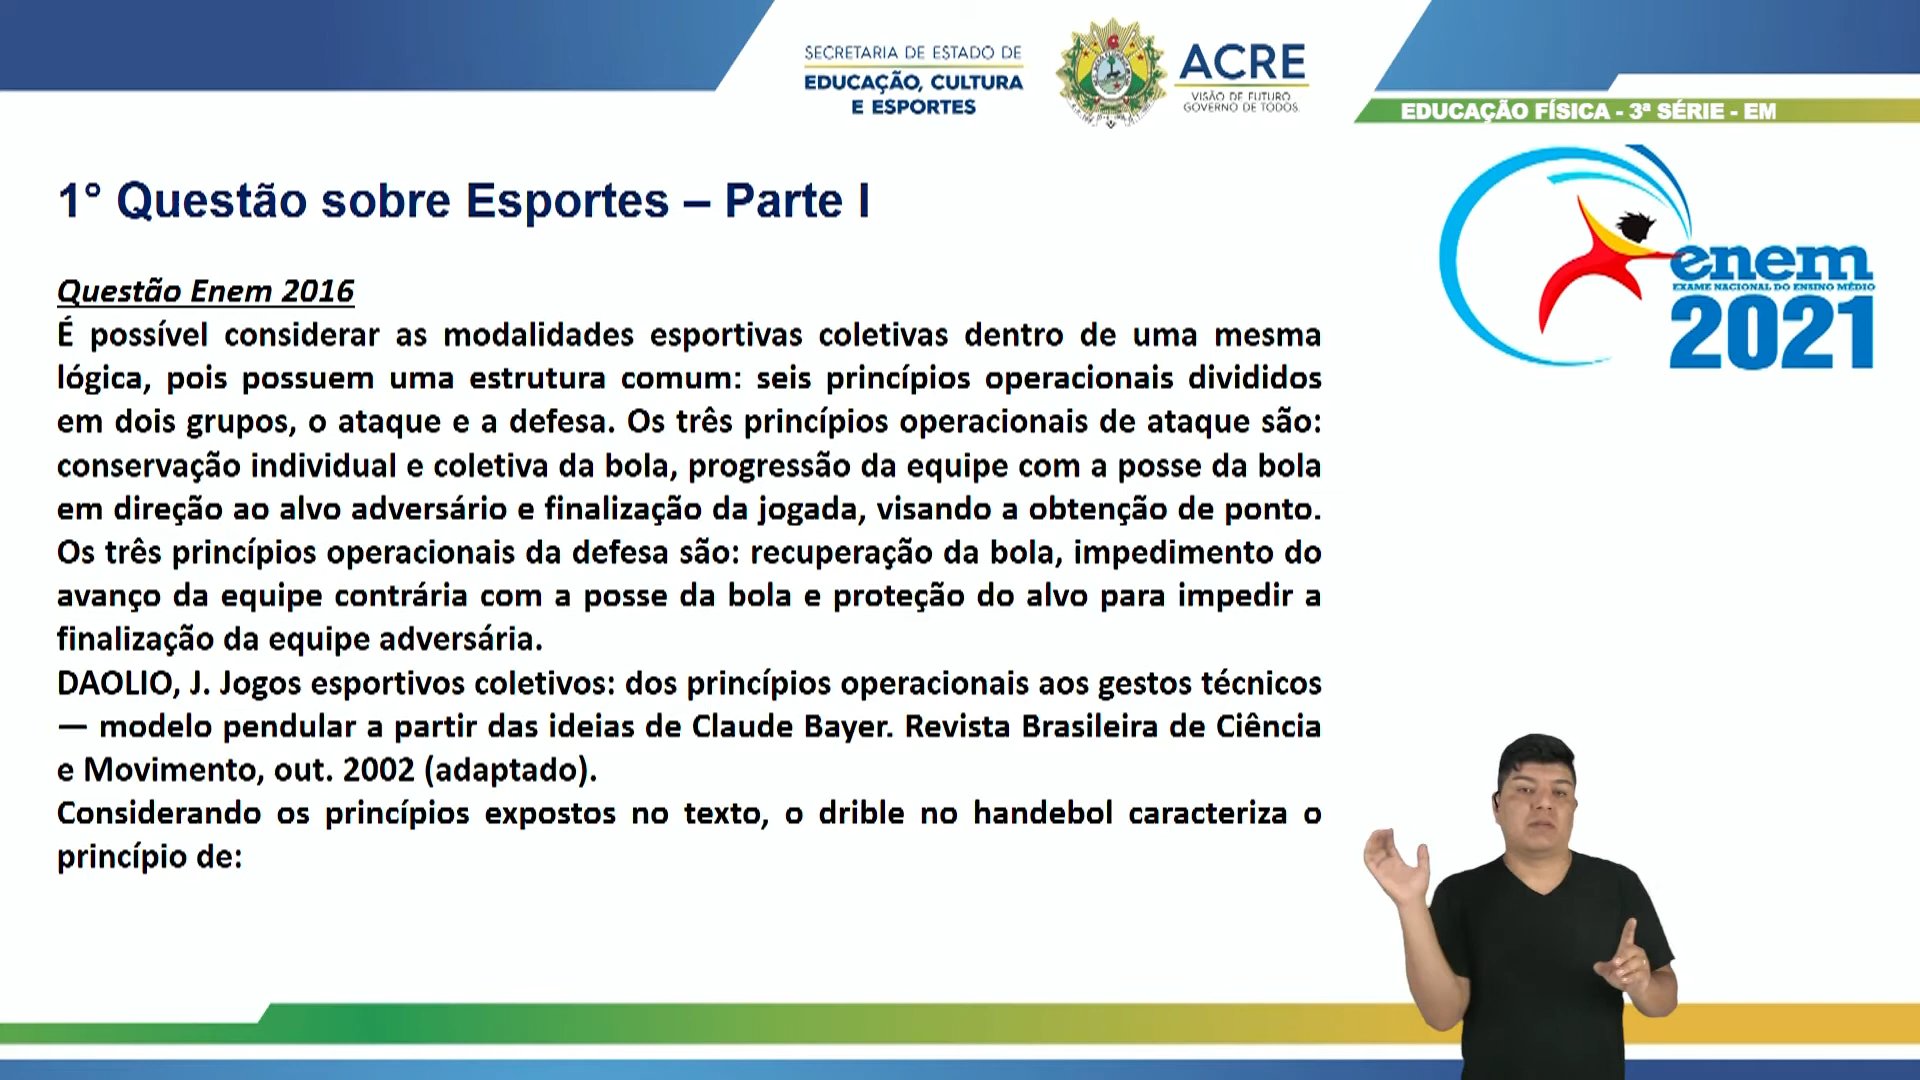 SECRETARIA DE ESTADO DE
EDUCAÇÃO, CULTURA
E ESPORTES
ACRE
VISÃO DE FUTURO
GOVERNO DE TODOS.
EDUCAÇÃO FÍSICA - 3ª SÉRIE - EM
enem
EXAME NACIONAL DO ENSINO MÉDIO
2021
1° Questão sobre Esportes – Parte I
Questão Enem 2016
É possível considerar as modalidades esportivas coletivas dentro de uma mesma
lógica, pois possuem uma estrutura comum: seis princípios operacionais divididos
em dois grupos, o ataque e a defesa. Os três princípios operacionais de ataque são:
conservação individual e coletiva da bola, progressão da equipe com a posse da bola
em direção ao alvo adversário e finalização da jogada, visando a obtenção de ponto.
Os três princípios operacionais da defesa são: recuperação da bola, impedimento do
avanço da equipe contrária com a posse da bola e proteção do alvo para impedir a
finalização da equipe adversária.
DAOLIO, J. Jogos esportivos coletivos: dos princípios operacionais aos gestos técnicos
— modelo pendular a partir das ideias de Claude Bayer. Revista Brasileira de Ciência
e Movimento, out. 2002 (adaptado).
Considerando os princípios expostos no texto, o drible no handebol caracteriza o
princípio de: